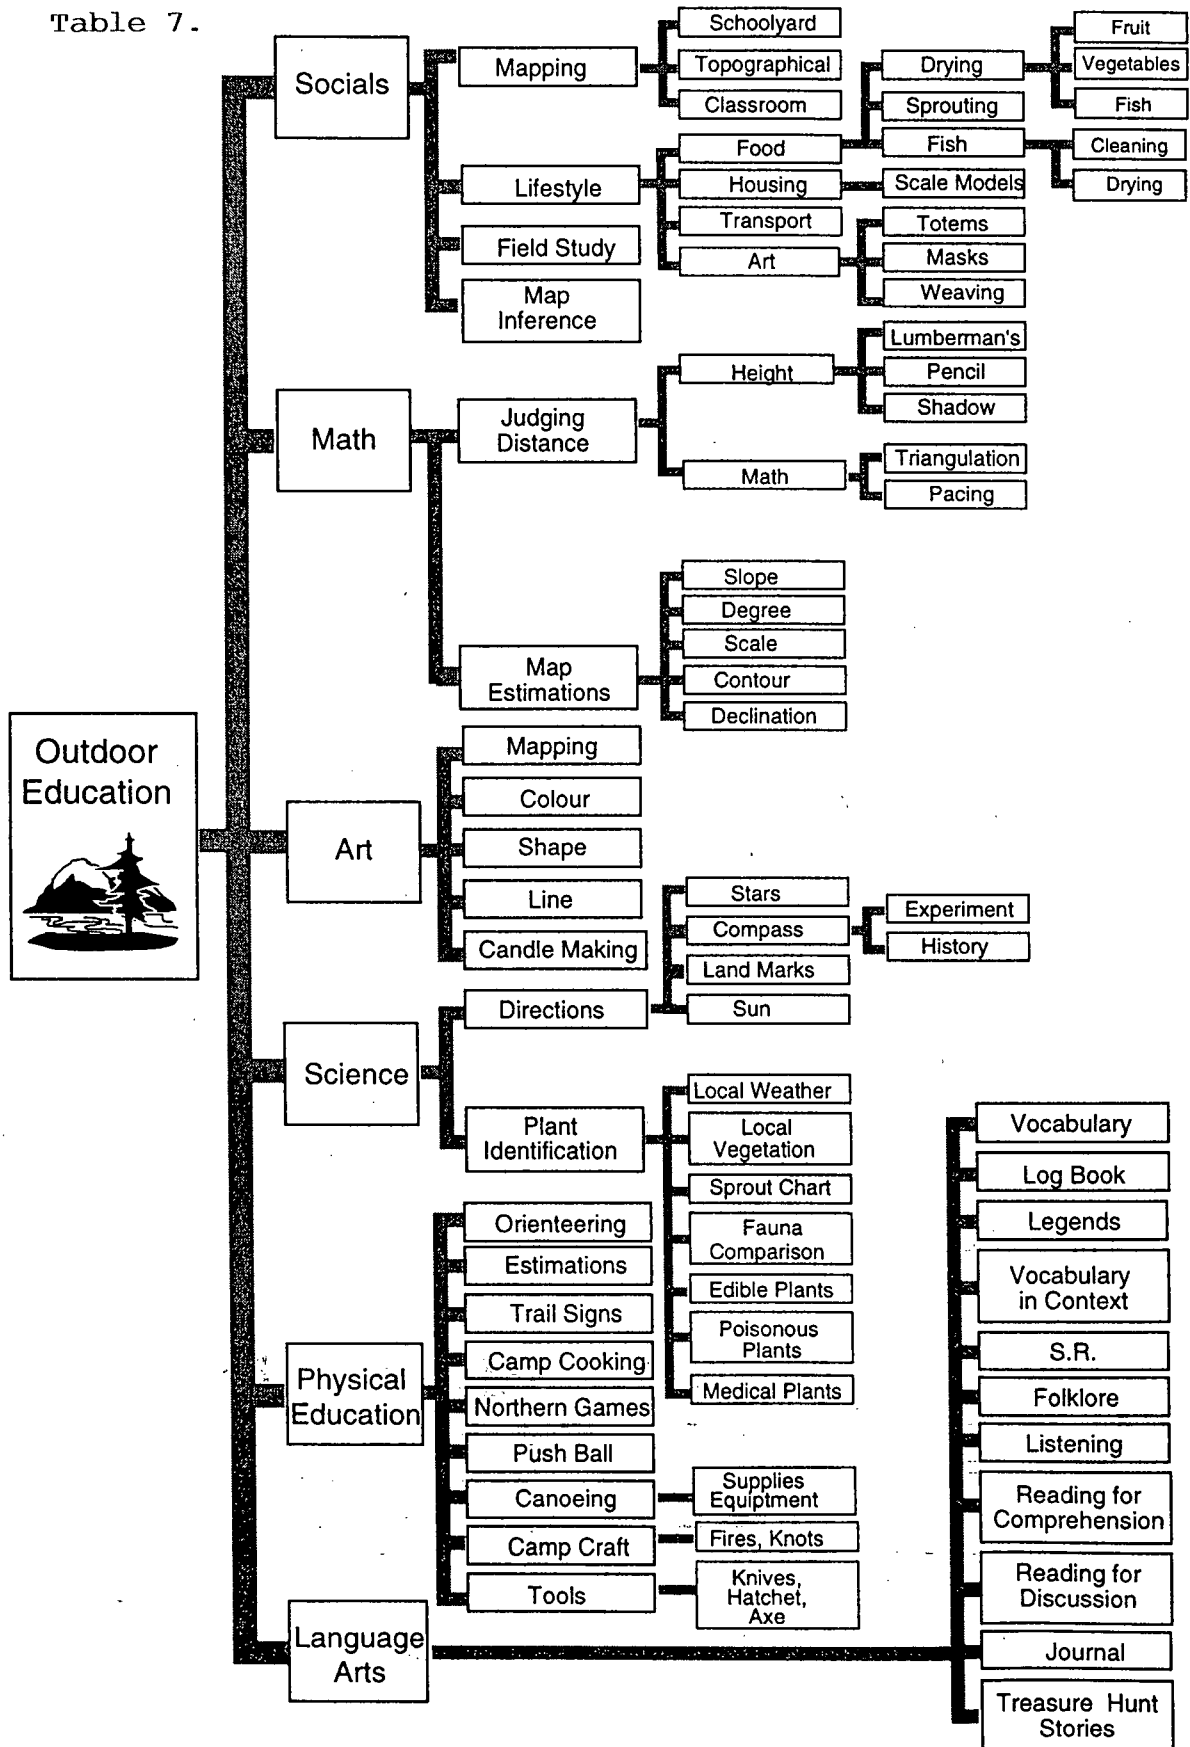 Table 7.
Outdoor
Education
Socials
Mapping
Schoolyard
Topographical
Classroom
Lifestyle
Food
Drying
Fruit
Vegetables
Fish
Sprouting
Fish
Cleaning
Drying
Housing
Scale Models
Transport
Art
Totems
Masks
Weaving
Field Study
Map
Inference
Math
Judging
Distance
Height
Lumberman's
Pencil
Shadow
Math
Triangulation
Pacing
Map
Estimations
Slope
Degree
Scale
Contour
Declination
Art
Mapping
Colour
Shape
Line
Candle Making
Science
Directions
Stars
Compass
Experiment
History
Land Marks
Sun
Plant
Identification
Local Weather
Local
Vegetation
Sprout Chart
Fauna
Comparison
Edible Plants
Poisonous
Plants
Medical Plants
Physical
Education
Orienteering
Estimations
Trail Signs
Camp Cooking
Northern Games
Push Ball
Canoeing
Supplies
Equiptment
Camp Craft
Fires, Knots
Tools
Knives,
Hatchet,
Axe
Language
Arts
Vocabulary
Log Book
Legends
Vocabulary
in Context
S.R.
Folklore
Listening
Reading for
Comprehension
Reading for
Discussion
Journal
Treasure Hunt
Stories